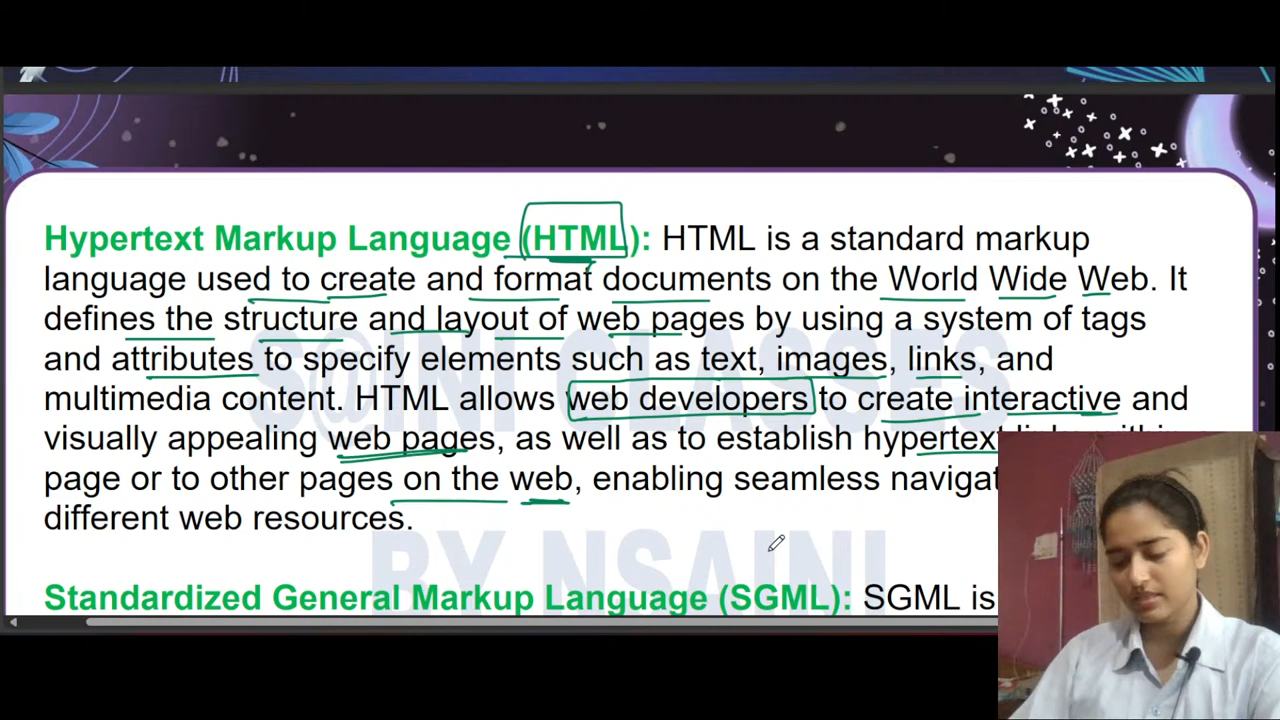 Hypertext Markup Language (HTML): HTML is a standard markup
language used to create and format documents on the World Wide Web. It
defines the structure and layout of web pages by using a system of tags
and attributes to specify elements such as text, images, links, and
multimedia content. HTML allows web developers to create interactive and
visually appealing web pages, as well as to establish hypertext
page or to other pages on the web, enabling seamless navigat
different web resources.
S@INI CLASSES
BY NSAINI
Standardized General Markup Language (SGML): SGML is